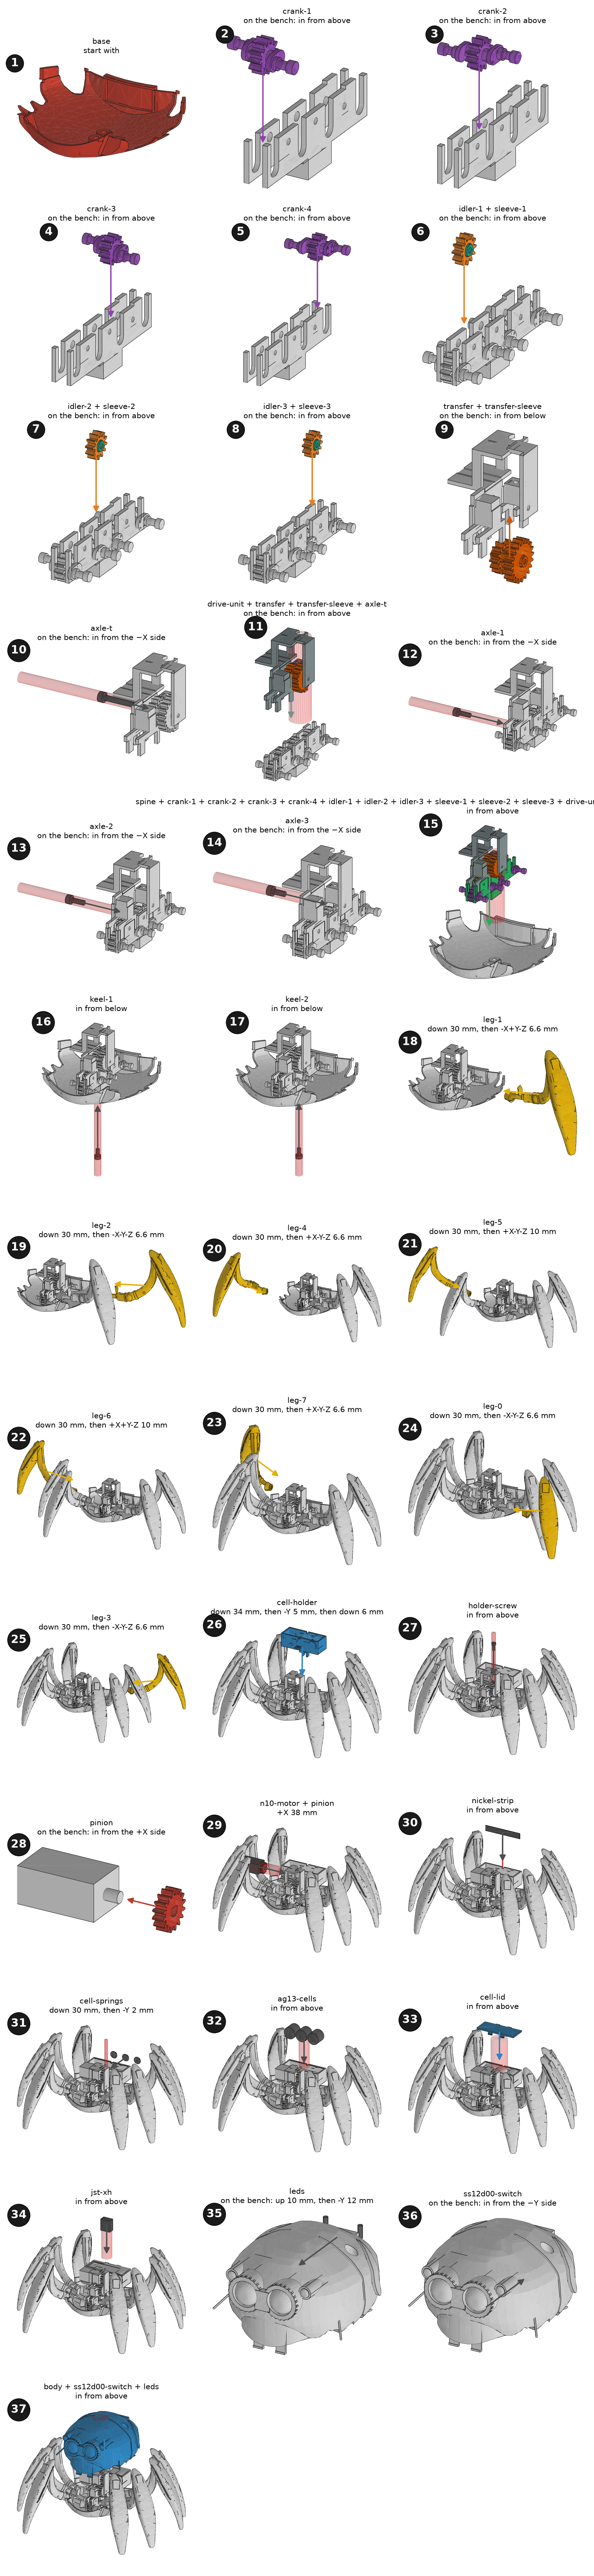 1
base
start with
2
crank-1
on the bench: in from above
3
crank-2
on the bench: in from above
4
crank-3
on the bench: in from above
5
crank-4
on the bench: in from above
6
idler-1 + sleeve-1
on the bench: in from above
7
idler-2 + sleeve-2
on the bench: in from above
8
idler-3 + sleeve-3
on the bench: in from above
9
transfer + transfer-sleeve
on the bench: in from below
10
axle-t
on the bench: in from the −X side
11
drive-unit + transfer + transfer-sleeve + axle-t
on the bench: in from above
12
axle-1
on the bench: in from the −X side
13
axle-2
on the bench: in from the −X side
14
axle-3
on the bench: in from the −X side
15
spine + crank-1 + crank-2 + crank-3 + crank-4 + idler-1 + idler-2 + idler-3 + sleeve-1 + sleeve-2 + sleeve-3 + drive-u
in from above
16
keel-1
in from below
17
keel-2
in from below
18
leg-1
down 30 mm, then -X+Y-Z 6.6 mm
19
leg-2
down 30 mm, then -X-Y-Z 6.6 mm
20
leg-4
down 30 mm, then +X-Y-Z 6.6 mm
21
leg-5
down 30 mm, then +X-Y-Z 10 mm
22
leg-6
down 30 mm, then +X+Y-Z 10 mm
23
leg-7
down 30 mm, then +X-Y-Z 6.6 mm
24
leg-0
down 30 mm, then -X-Y-Z 6.6 mm
25
leg-3
down 30 mm, then -X-Y-Z 6.6 mm
26
cell-holder
down 34 mm, then -Y 5 mm, then down 6 mm
27
holder-screw
in from above
28
pinion
on the bench: in from the +X side
29
n10-motor + pinion
+X 38 mm
30
nickel-strip
in from above
31
cell-springs
down 30 mm, then -Y 2 mm
32
ag13-cells
in from above
33
cell-lid
in from above
34
jst-xh
in from above
35
leds
on the bench: up 10 mm, then -Y 12 mm
36
ss12d00-switch
on the bench: in from the −Y side
37
body + ss12d00-switch + leds
in from above